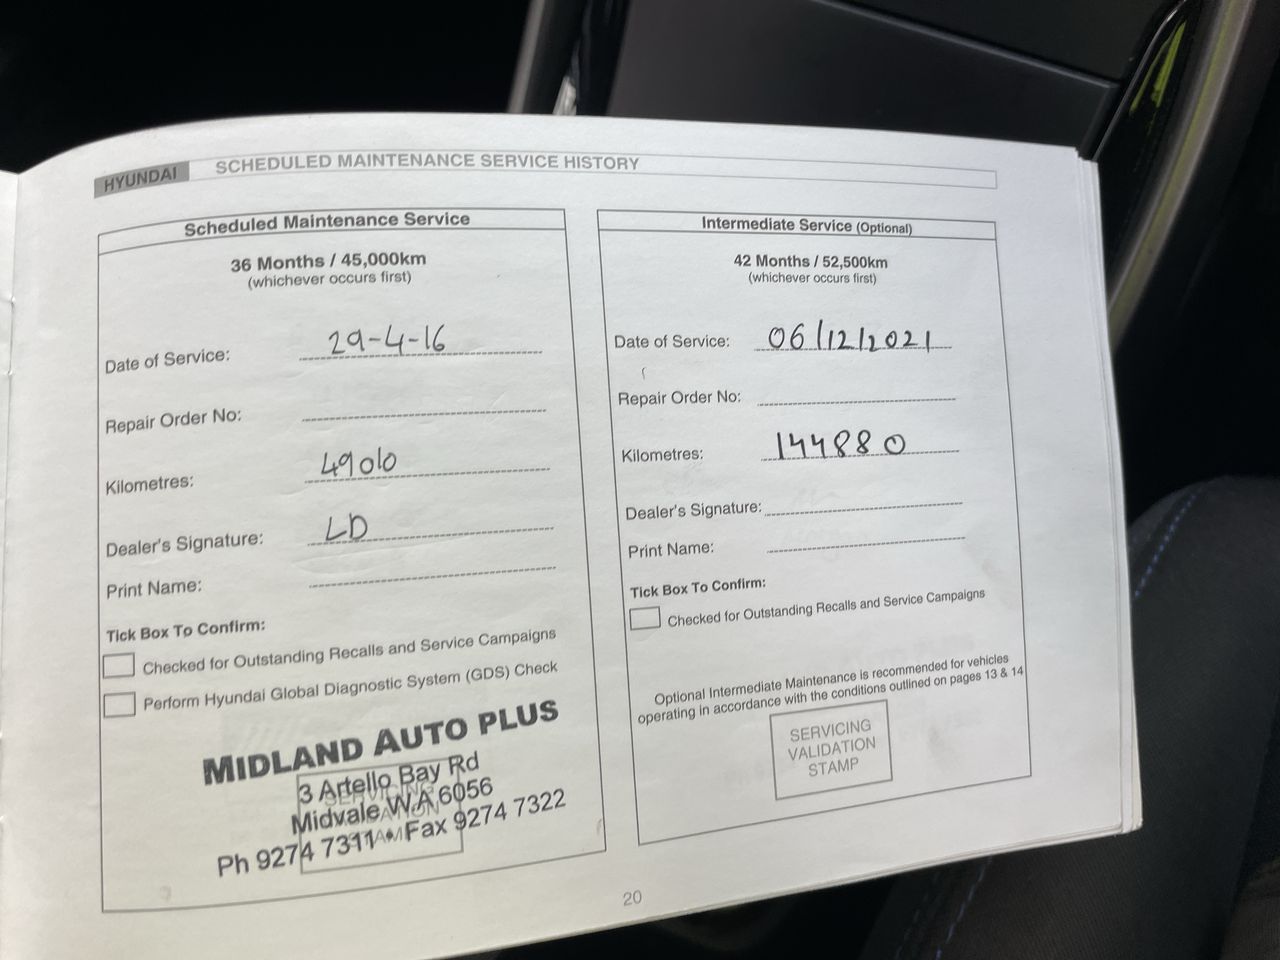 HYUNDAI SCHEDULED MAINTENANCE SERVICE HISTORY
Scheduled Maintenance Service
36 Months / 45,000km
(whichever occurs first)
Date of Service: 29-4-16
Repair Order No:
Kilometres: 49010
Dealer's Signature: LD
Print Name:
Tick Box To Confirm:
Checked for Outstanding Recalls and Service Campaigns
Perform Hyundai Global Diagnostic System (GDS) Check
MIDLAND AUTO PLUS
3 Artello Bay Rd
Midvale W.A 6056
Ph 9274 7311 • Fax 9274 7322
Intermediate Service (Optional)
42 Months / 52,500km
(whichever occurs first)
Date of Service: 06/12/2021
Repair Order No:
Kilometres: 144880
Dealer's Signature:
Print Name:
Tick Box To Confirm:
Checked for Outstanding Recalls and Service Campaigns
Optional Intermediate Maintenance is recommended for vehicles
operating in accordance with the conditions outlined on pages 13 & 14
SERVICING
VALIDATION
STAMP
20